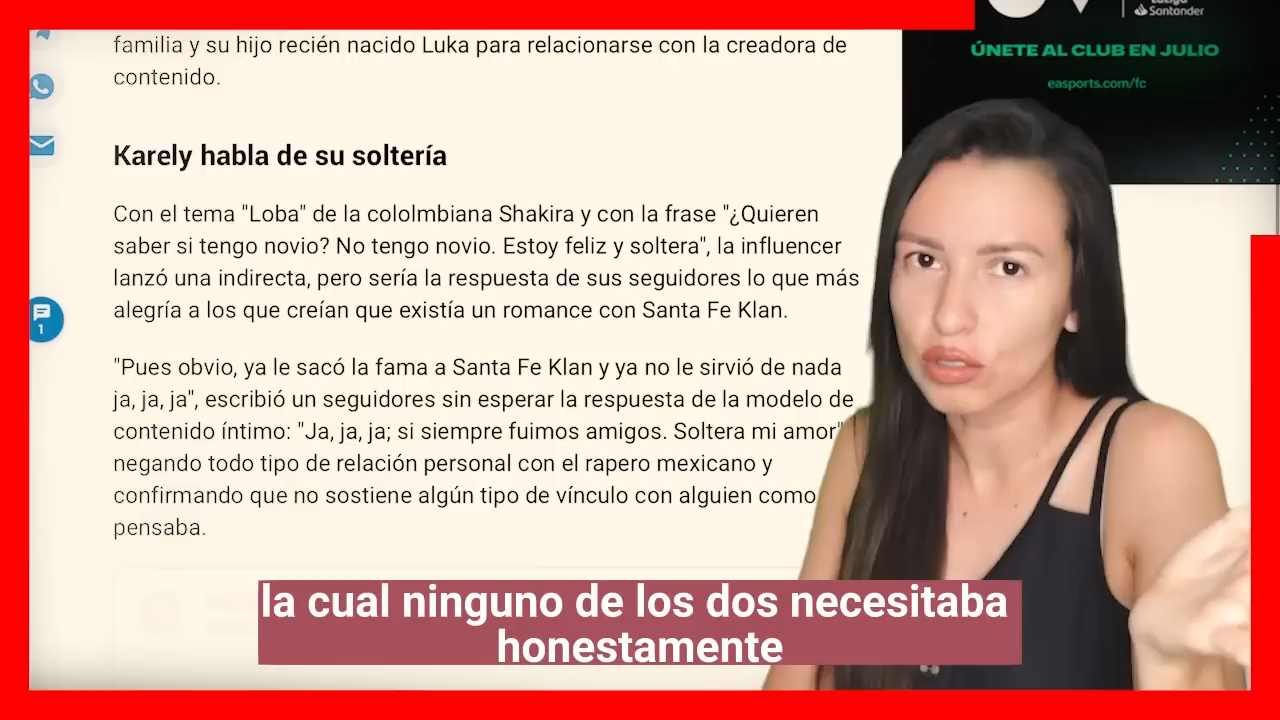 familia y su hijo recién nacido Luka para relacionarse con la creadora de
contenido.
Karely habla de su soltería
Con el tema "Loba" de la cololmbiana Shakira y con la frase "¿Quieren
saber si tengo novio? No tengo novio. Estoy feliz y soltera", la influencer
lanzó una indirecta, pero sería la respuesta de sus seguidores lo que más
alegría a los que creían que existía un romance con Santa Fe Klan.
"Pues obvio, ya le sacó la fama a Santa Fe Klan y ya no le sirvió de nada
ja, ja, ja", escribió un seguidores sin esperar la respuesta de la modelo de
contenido íntimo: "Ja, ja, ja; si siempre fuimos amigos. Soltera mi amor"
negando todo tipo de relación personal con el rapero mexicano y
confirmando que no sostiene algún tipo de vínculo con alguien como
pensaba.
1
Santander
ÚNETE AL CLUB EN JULIO
easports.com/fc
la cual ninguno de los dos necesitaba
honestamente